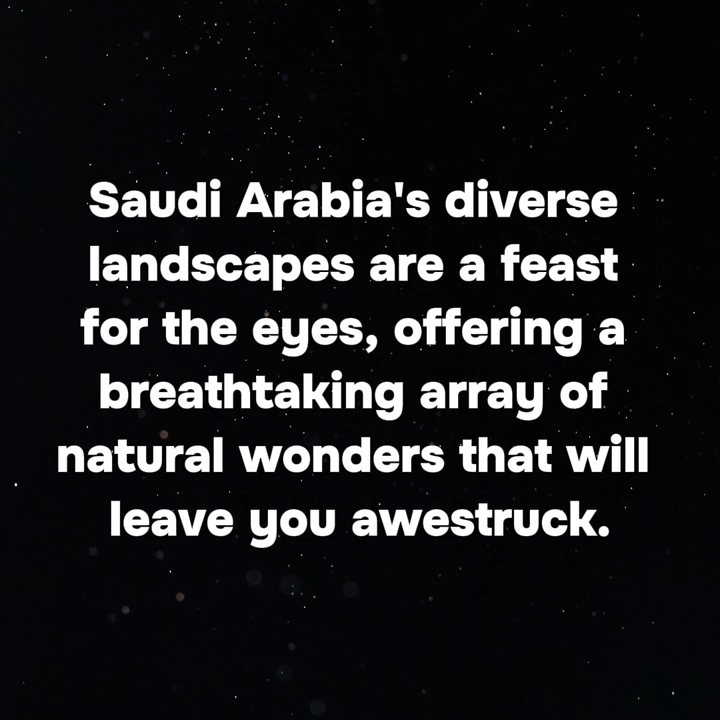 Saudi Arabia's diverse
landscapes are a feast
for the eyes, offering a
breathtaking array of
natural wonders that will
leave you awestruck.